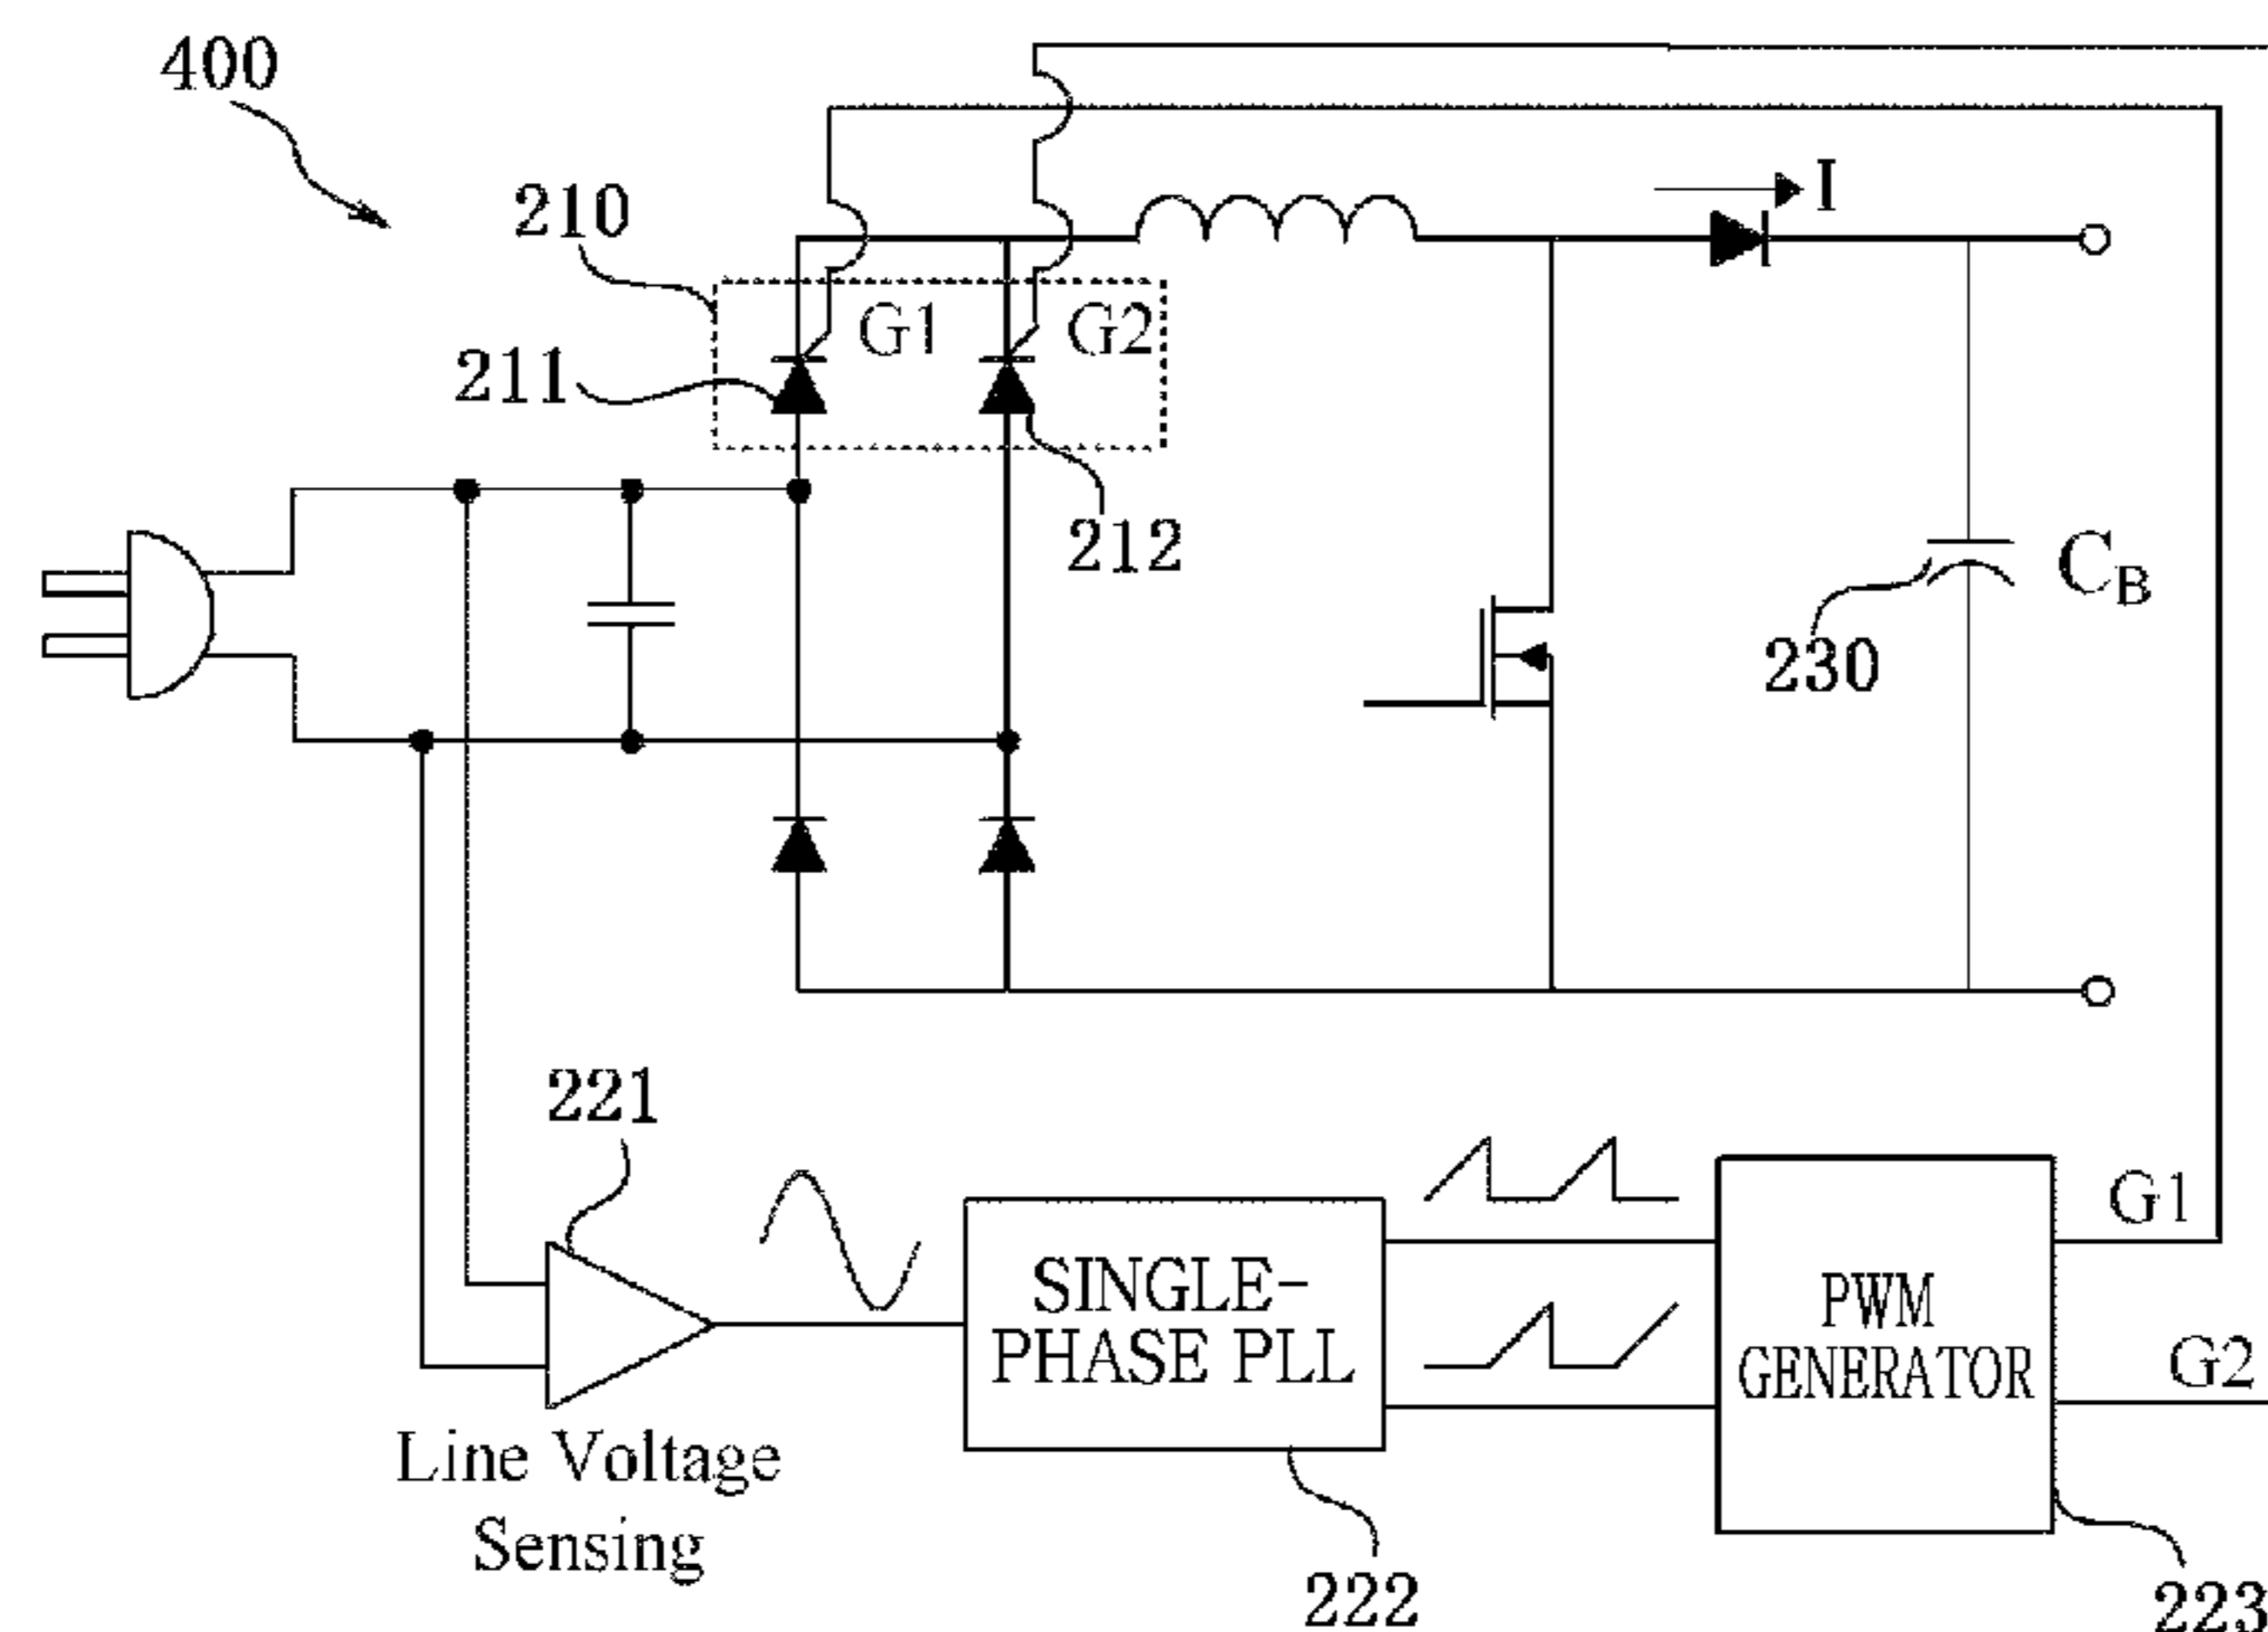 400
210
I
G1
G2
211
212
CB
230
221
G1
SINGLE-
PHASE PLL
PWM
GENERATOR
G2
Line Voltage
Sensing
222
223